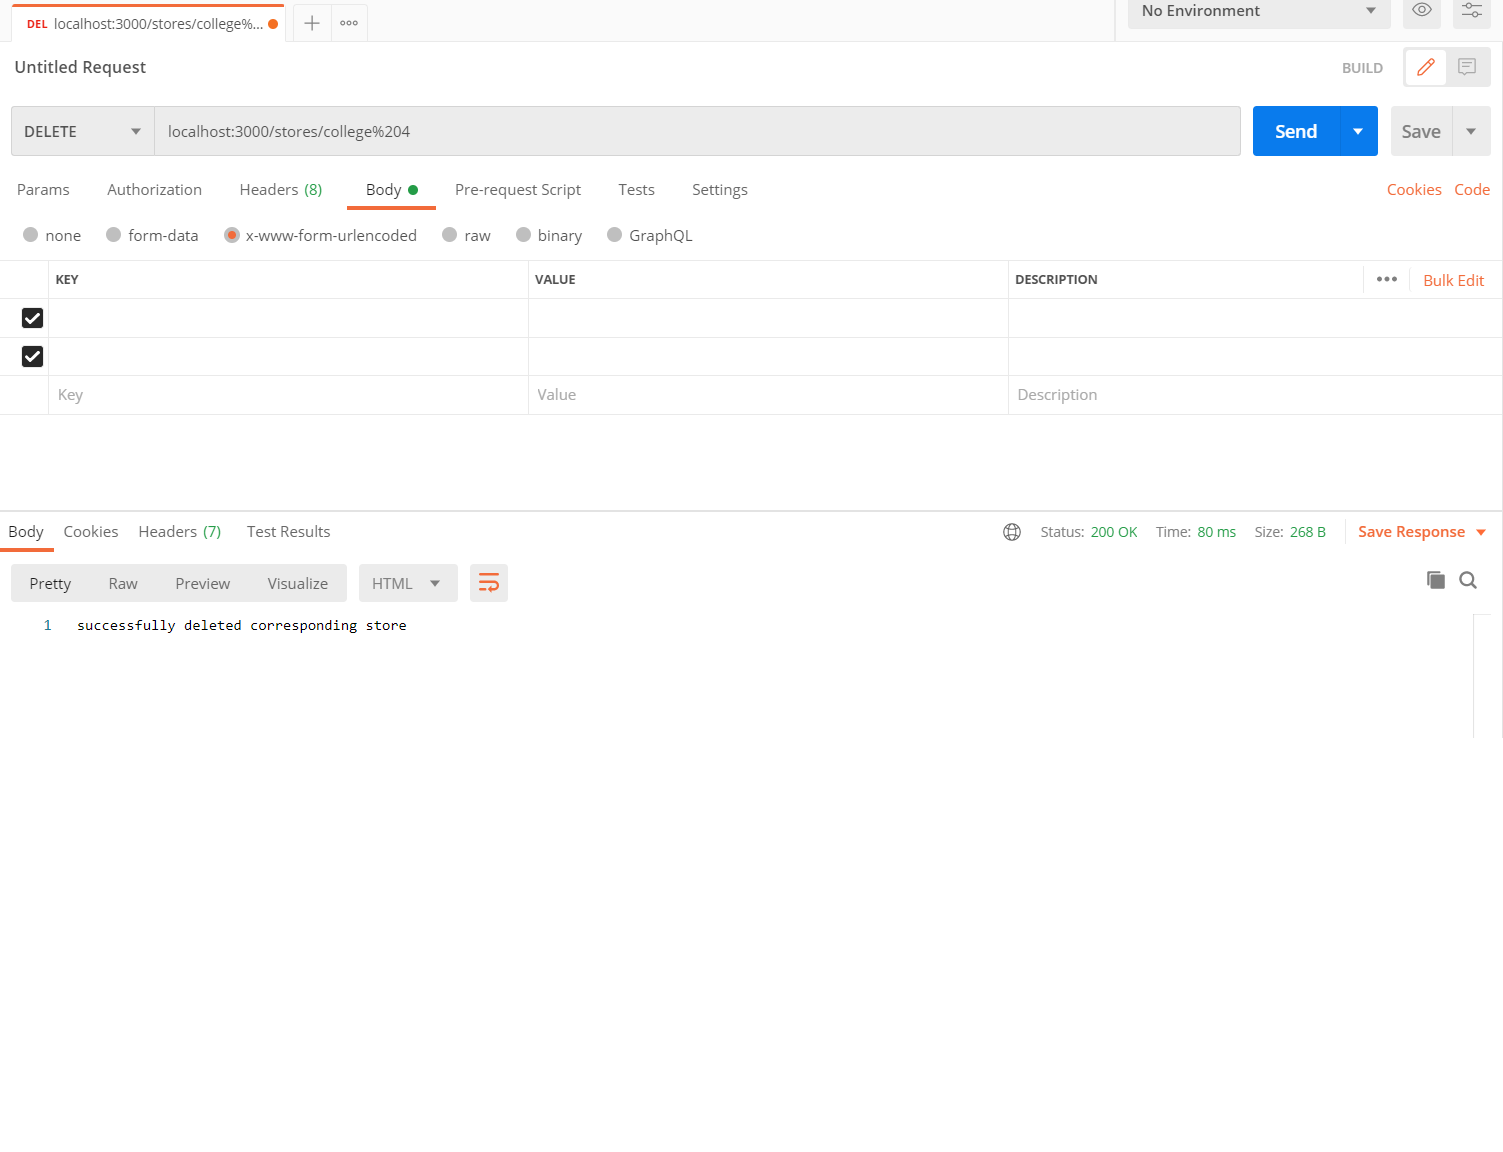 DEL localhost:3000/stores/college%...
No Environment
Untitled Request
BUILD
DELETE localhost:3000/stores/college%204 Send Save
Params Authorization Headers (8) Body Pre-request Script Tests Settings Cookies Code
none form-data x-www-form-urlencoded raw binary GraphQL
KEY VALUE DESCRIPTION Bulk Edit
Key Value Description
Body Cookies Headers (7) Test Results Status: 200 OK Time: 80 ms Size: 268 B Save Response
Pretty Raw Preview Visualize HTML
1 successfully deleted corresponding store